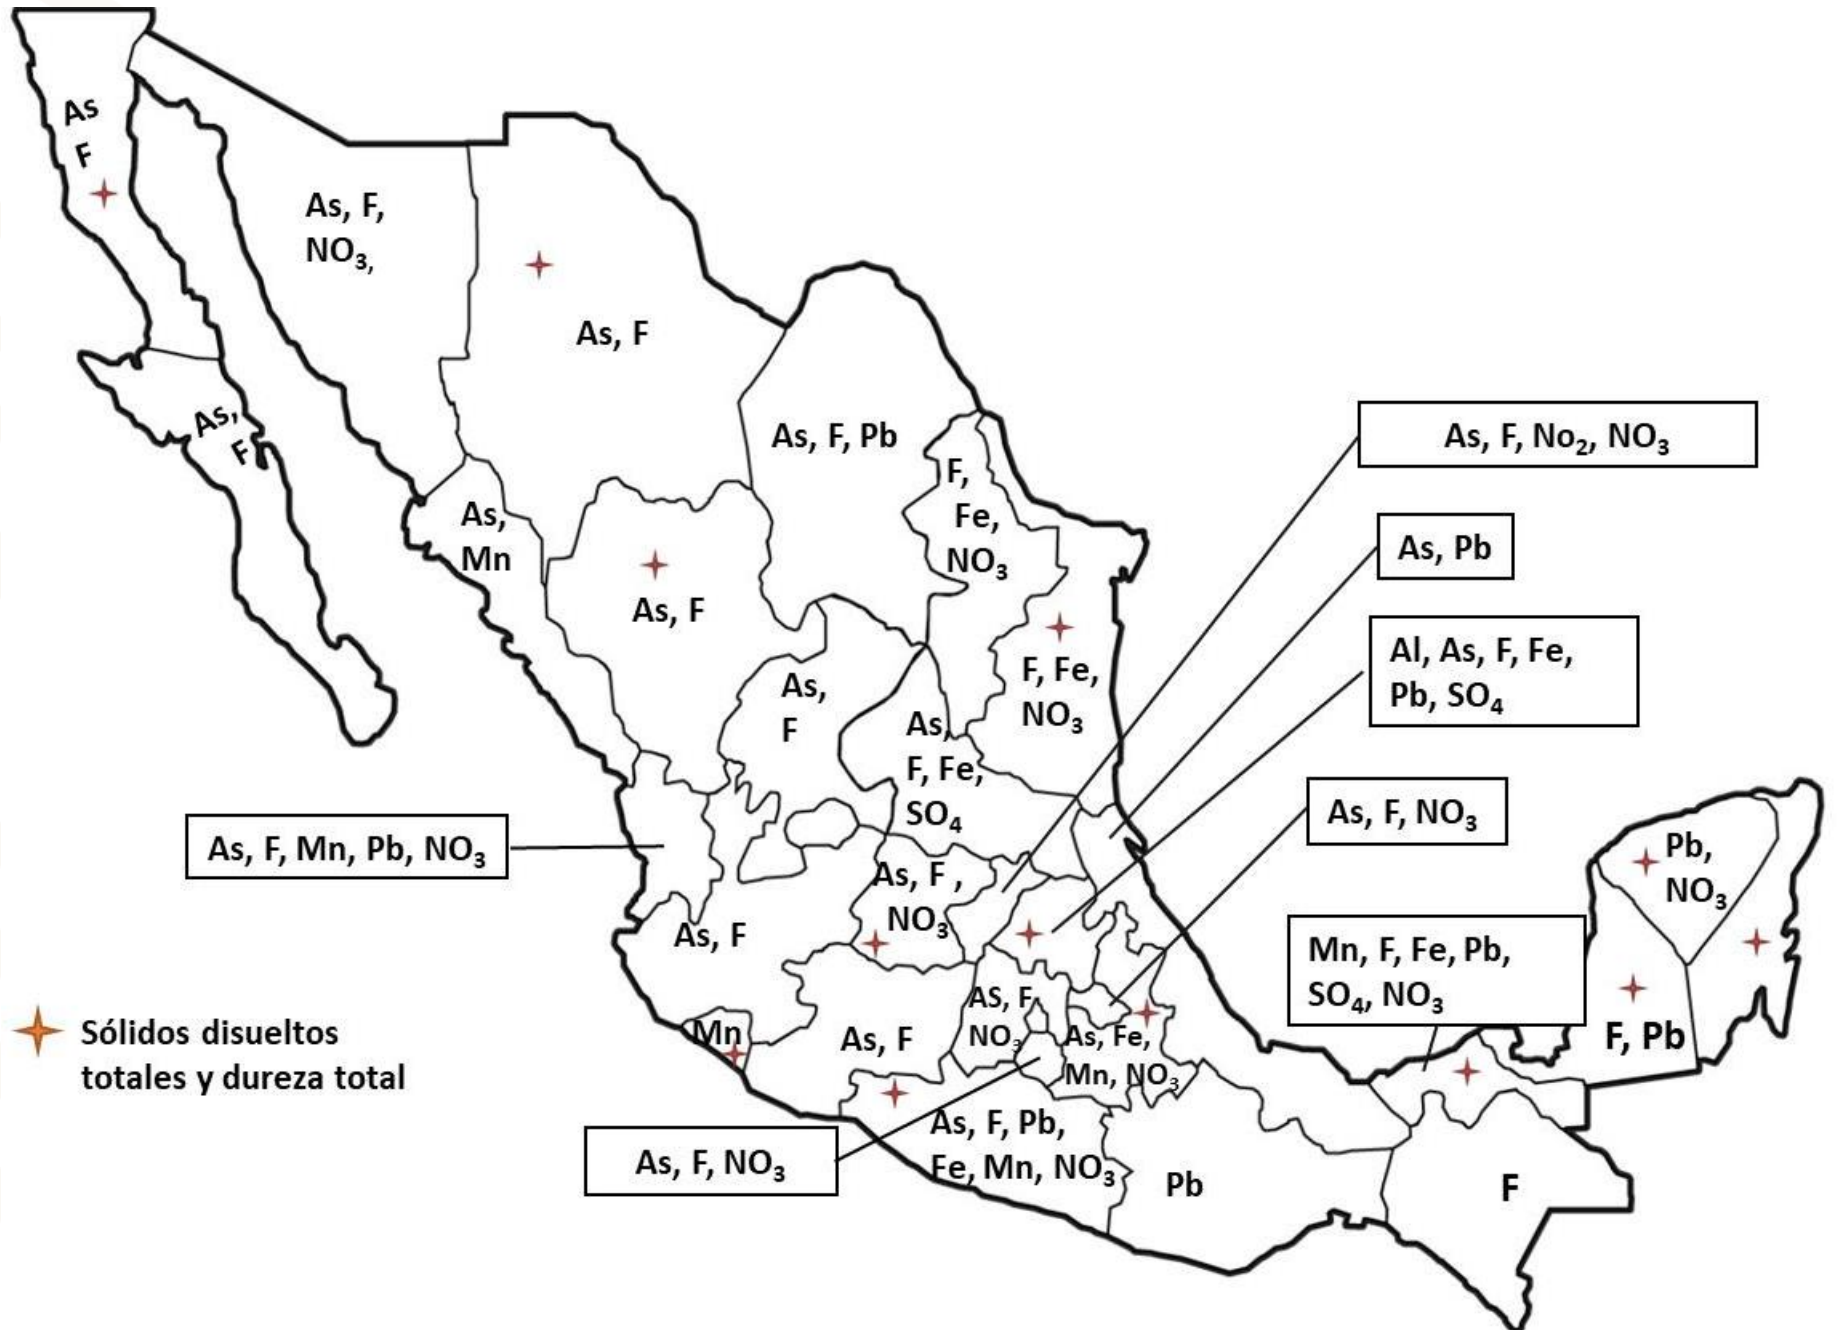 As
F
As, F,
NO₃,
As, F
As,
F
As, F, Pb
F,
Fe,
NO₃
As, F, No₂, NO₃
As,
Mn
As, Pb
As, F
Al, As, F, Fe,
Pb, SO₄
F, Fe,
NO₃
As,
F
As,
F, Fe,
SO₄
As, F, NO₃
As, F, Mn, Pb, NO₃
As, F ,
NO₃
Pb,
NO₃
As, F
Mn, F, Fe, Pb,
SO₄, NO₃
AS, F,
NO₃
Mn
As, F
As, Fe,
Mn, NO₃
F, Pb
Sólidos disueltos
totales y dureza total
As, F, Pb,
Fe, Mn, NO₃
As, F, NO₃
Pb
F